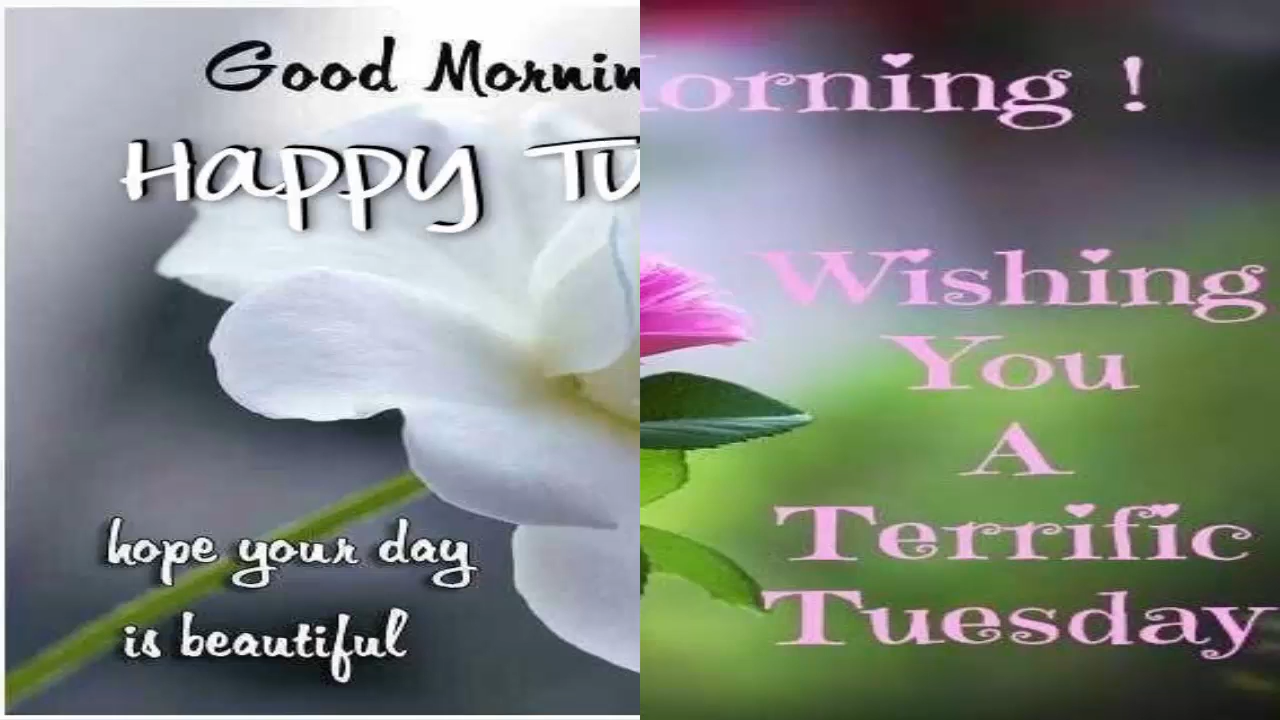 Good Mornin
Happy Tu
hope your day
is beautiful
orning !
Wishing
You
A
Terrific
Tuesday